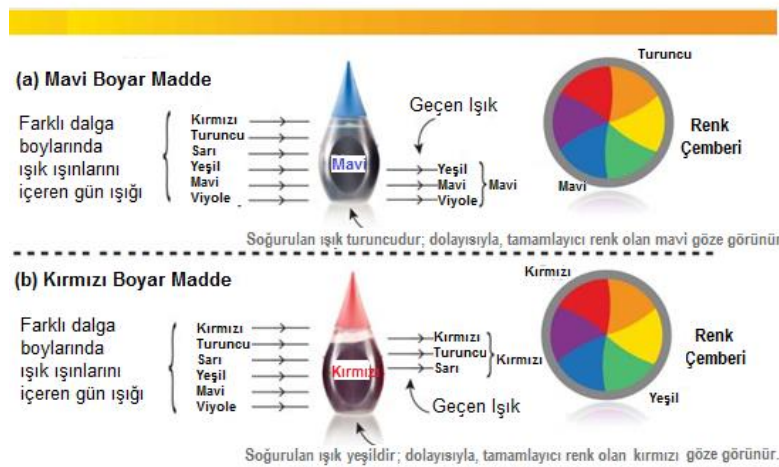 Turuncu
(a) Mavi Boyar Madde
Geçen Işık
Farklı dalga
boylarında
ışık ışınlarını
içeren gün ışığı
Kırmızı
Turuncu
Sarı
Yeşil
Mavi
Viyole
Mavi
Yeşil
Mavi
Viyole
Mavi
Renk
Çemberi
Mavi
Soğurulan ışık turuncudur; dolayısıyla, tamamlayıcı renk olan mavi göze görünür
(b) Kırmızı Boyar Madde
Kırmızı
Farklı dalga
boylarında
ışık ışınlarını
içeren gün ışığı
Kırmızı
Turuncu
Sarı
Yeşil
Mavi
Viyole
Kırmızı
Kırmızı
Turuncu
Sarı
Kırmızı
Geçen Işık
Renk
Çemberi
Yeşil
Soğurulan ışık yeşildir; dolayısıyla, tamamlayıcı renk olan kırmızı göze görünür.